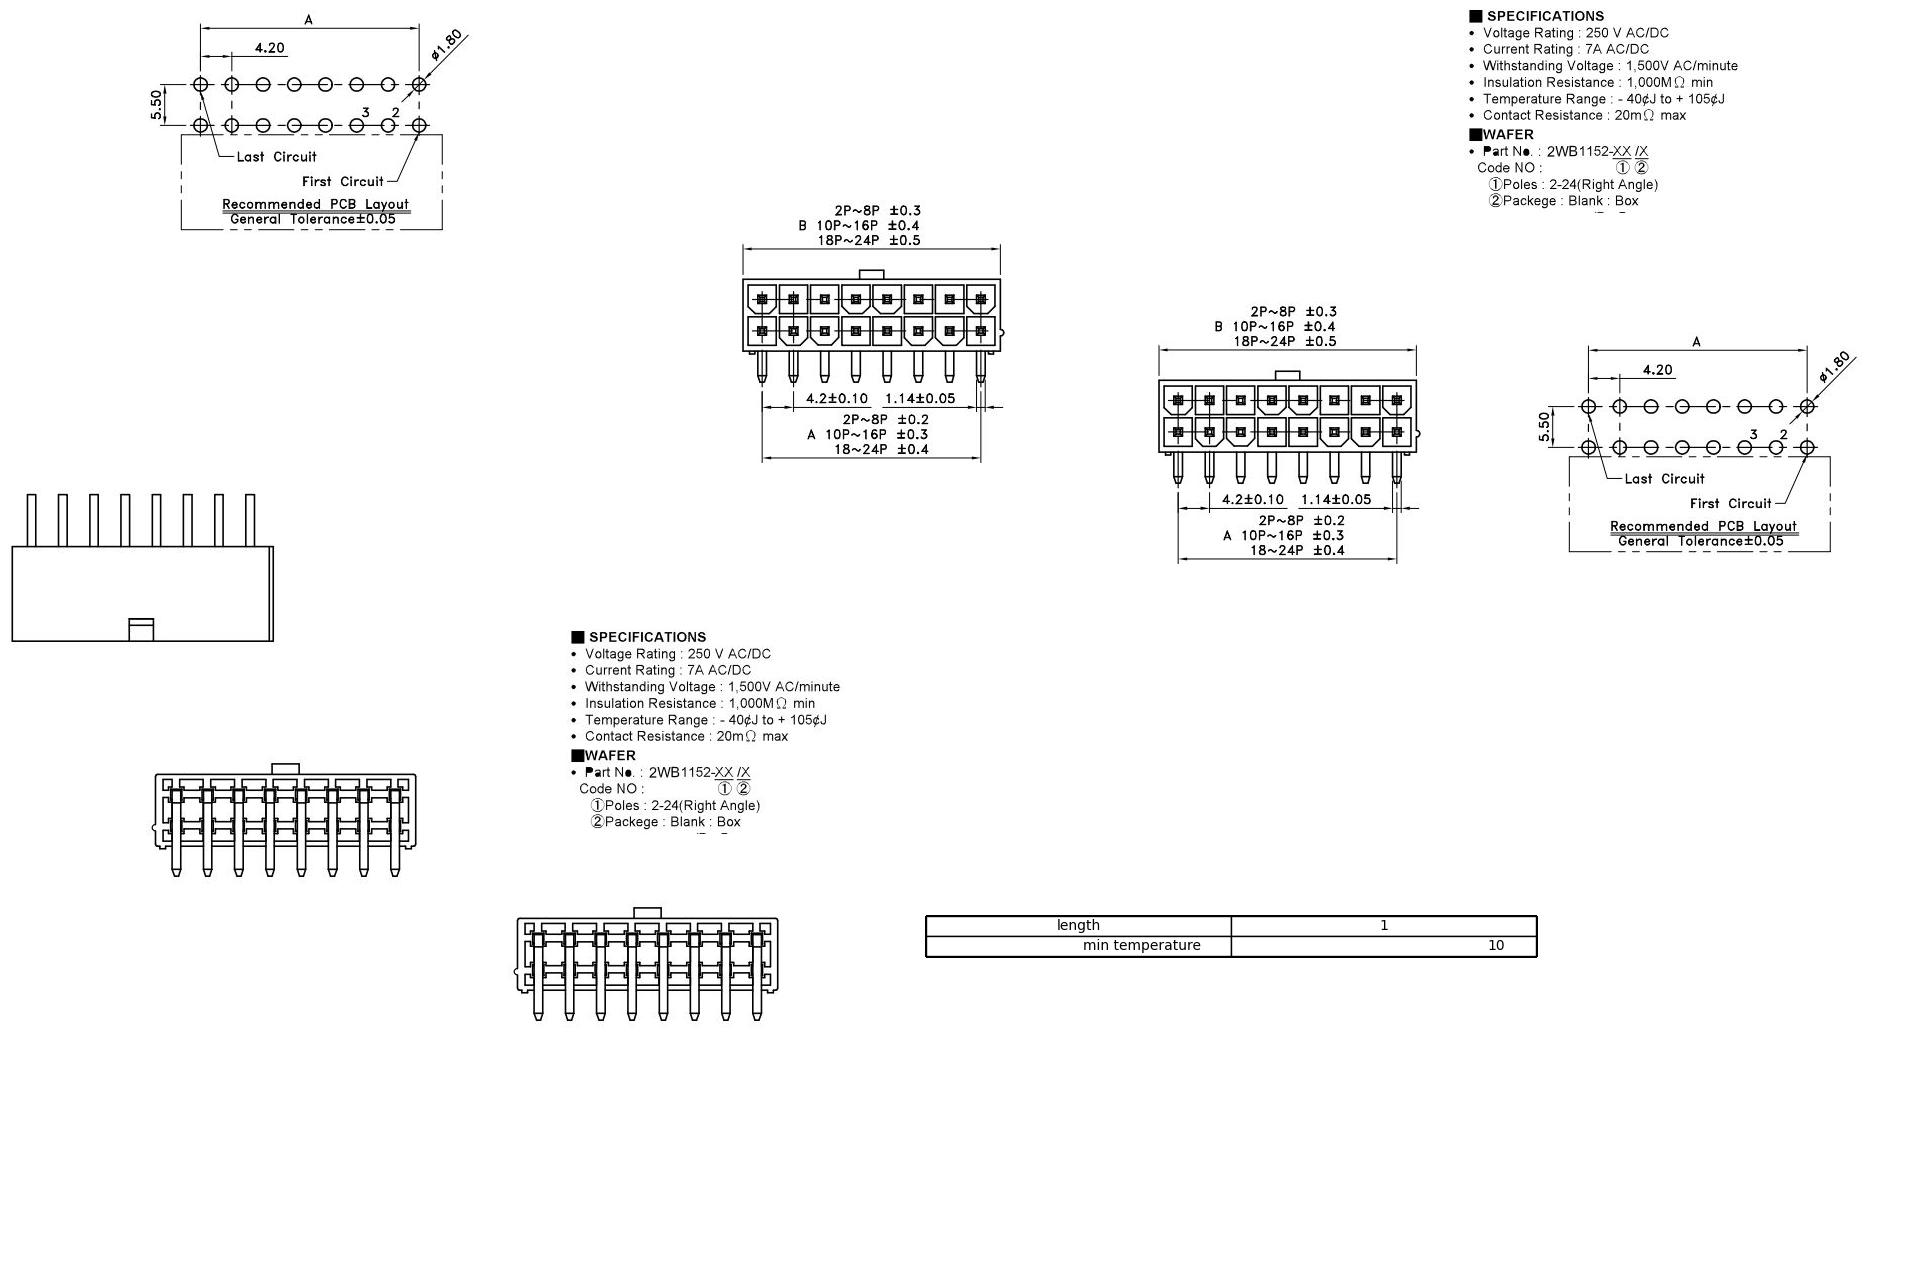 A
4.20
ø1.80
5.50
3 2
Last Circuit
First Circuit
Recommended PCB Layout
General Tolerance±0.05
■ SPECIFICATIONS
• Voltage Rating : 250 V AC/DC
• Current Rating : 7A AC/DC
• Withstanding Voltage : 1,500V AC/minute
• Insulation Resistance : 1,000MΩ min
• Temperature Range : - 40¢J to + 105¢J
• Contact Resistance : 20mΩ max
■WAFER
• Part No. : 2WB1152-XX /X
Code NO : ① ②
①Poles : 2-24(Right Angle)
②Packege : Blank : Box
2P~8P ±0.3
B 10P~16P ±0.4
18P~24P ±0.5
4.2±0.10 1.14±0.05
2P~8P ±0.2
A 10P~16P ±0.3
18~24P ±0.4
2P~8P ±0.3
B 10P~16P ±0.4
18P~24P ±0.5
4.2±0.10 1.14±0.05
2P~8P ±0.2
A 10P~16P ±0.3
18~24P ±0.4
A
4.20
ø1.80
5.50
3 2
Last Circuit
First Circuit
Recommended PCB Layout
General Tolerance±0.05
■ SPECIFICATIONS
• Voltage Rating : 250 V AC/DC
• Current Rating : 7A AC/DC
• Withstanding Voltage : 1,500V AC/minute
• Insulation Resistance : 1,000MΩ min
• Temperature Range : - 40¢J to + 105¢J
• Contact Resistance : 20mΩ max
■WAFER
• Part No. : 2WB1152-XX /X
Code NO : ① ②
①Poles : 2-24(Right Angle)
②Packege : Blank : Box
length 1
min temperature 10